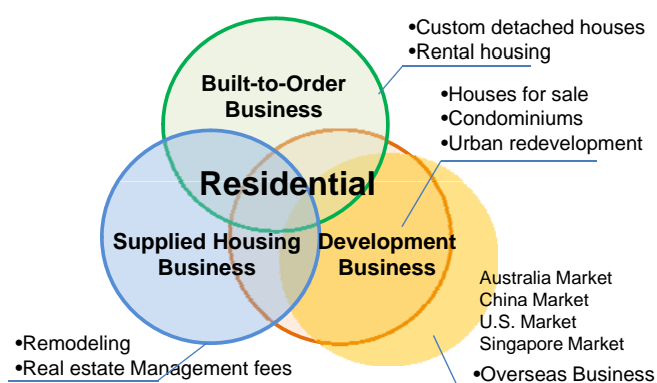 •Custom detached houses
•Rental housing
Built-to-Order
Business
•Houses for sale
•Condominiums
•Urban redevelopment
Residential
Supplied Housing
Business
Development
Business
Australia Market
China Market
U.S. Market
Singapore Market
•Overseas Business
•Remodeling
•Real estate Management fees